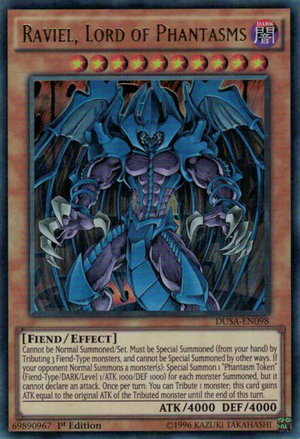 RAVIEL, LORD OF PHANTASMS
DARK
闇
DUSA-EN098
[FIEND/EFFECT]
Cannot be Normal Summoned/Set. Must be Special Summoned (from your hand) by
Tributing 3 Fiend-Type monsters, and cannot be Special Summoned by other ways. If
your opponent Normal Summons a monster(s): Special Summon 1 "Phantasm Token"
(Fiend-Type/DARK/Level 1/ATK 1000/DEF 1000) for each monster Summoned, but it
cannot declare an attack. Once per turn: You can Tribute 1 monster; this card gains
ATK equal to the original ATK of the Tributed monster until the end of this turn.
ATK/4000 DEF/4000
69890967 1st Edition ©1996 KAZUKI TAKAHASHI